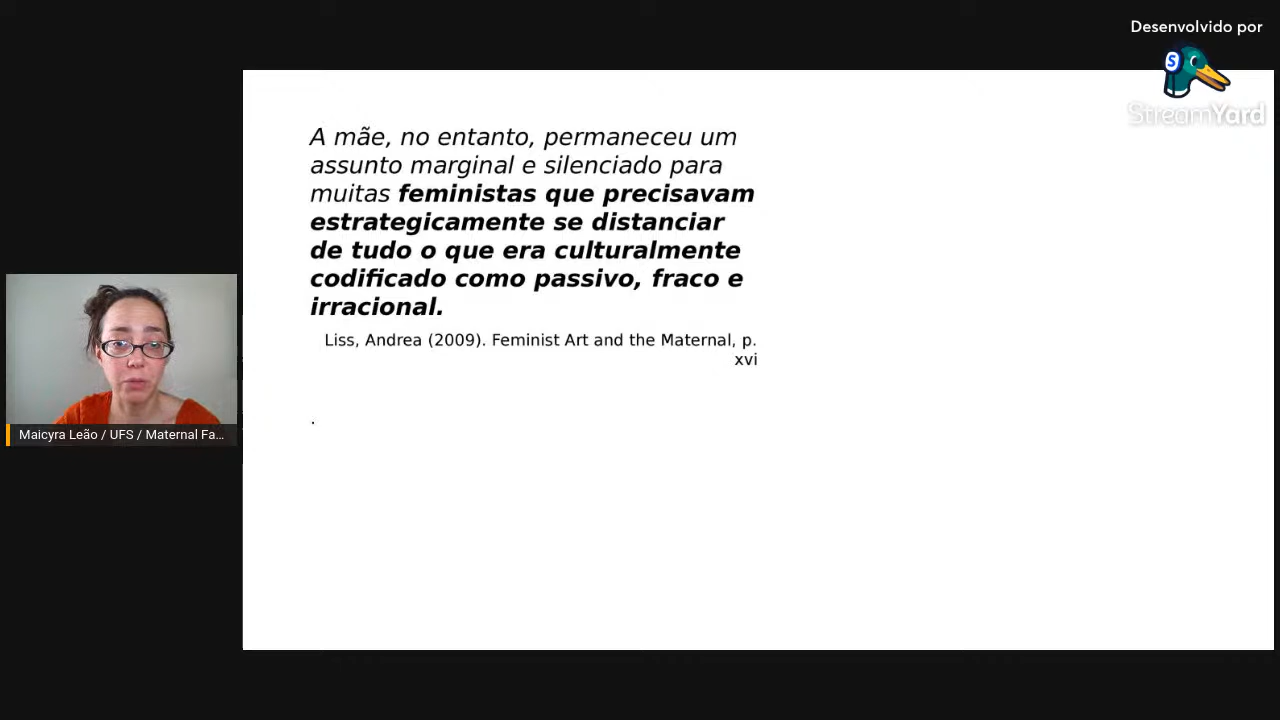 Desenvolvido por
StreamYard
A mãe, no entanto, permaneceu um
assunto marginal e silenciado para
muitas feministas que precisavam
estrategicamente se distanciar
de tudo o que era culturalmente
codificado como passivo, fraco e
irracional.
Liss, Andrea (2009). Feminist Art and the Maternal, p.
xvi
.
Maicyra Leão / UFS / Maternal Fa...